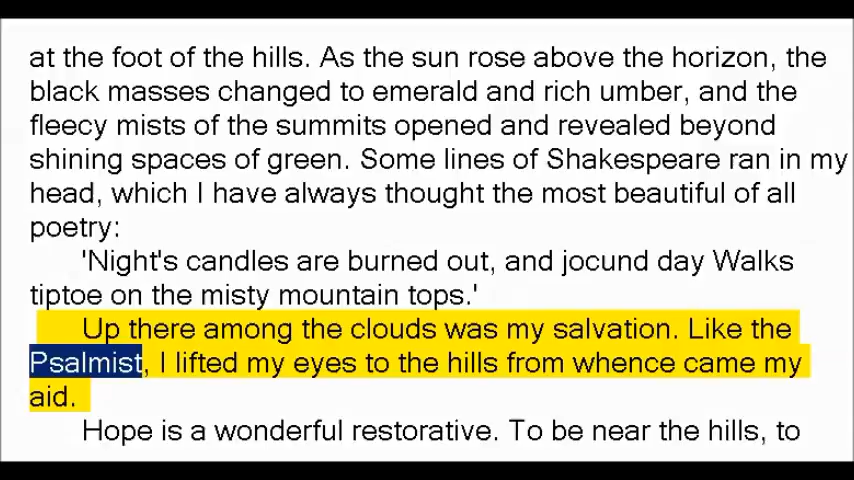 at the foot of the hills. As the sun rose above the horizon, the
black masses changed to emerald and rich umber, and the
fleecy mists of the summits opened and revealed beyond
shining spaces of green. Some lines of Shakespeare ran in my
head, which I have always thought the most beautiful of all
poetry:
'Night's candles are burned out, and jocund day Walks
tiptoe on the misty mountain tops.'
Up there among the clouds was my salvation. Like the
Psalmist, I lifted my eyes to the hills from whence came my
aid.
Hope is a wonderful restorative. To be near the hills, to